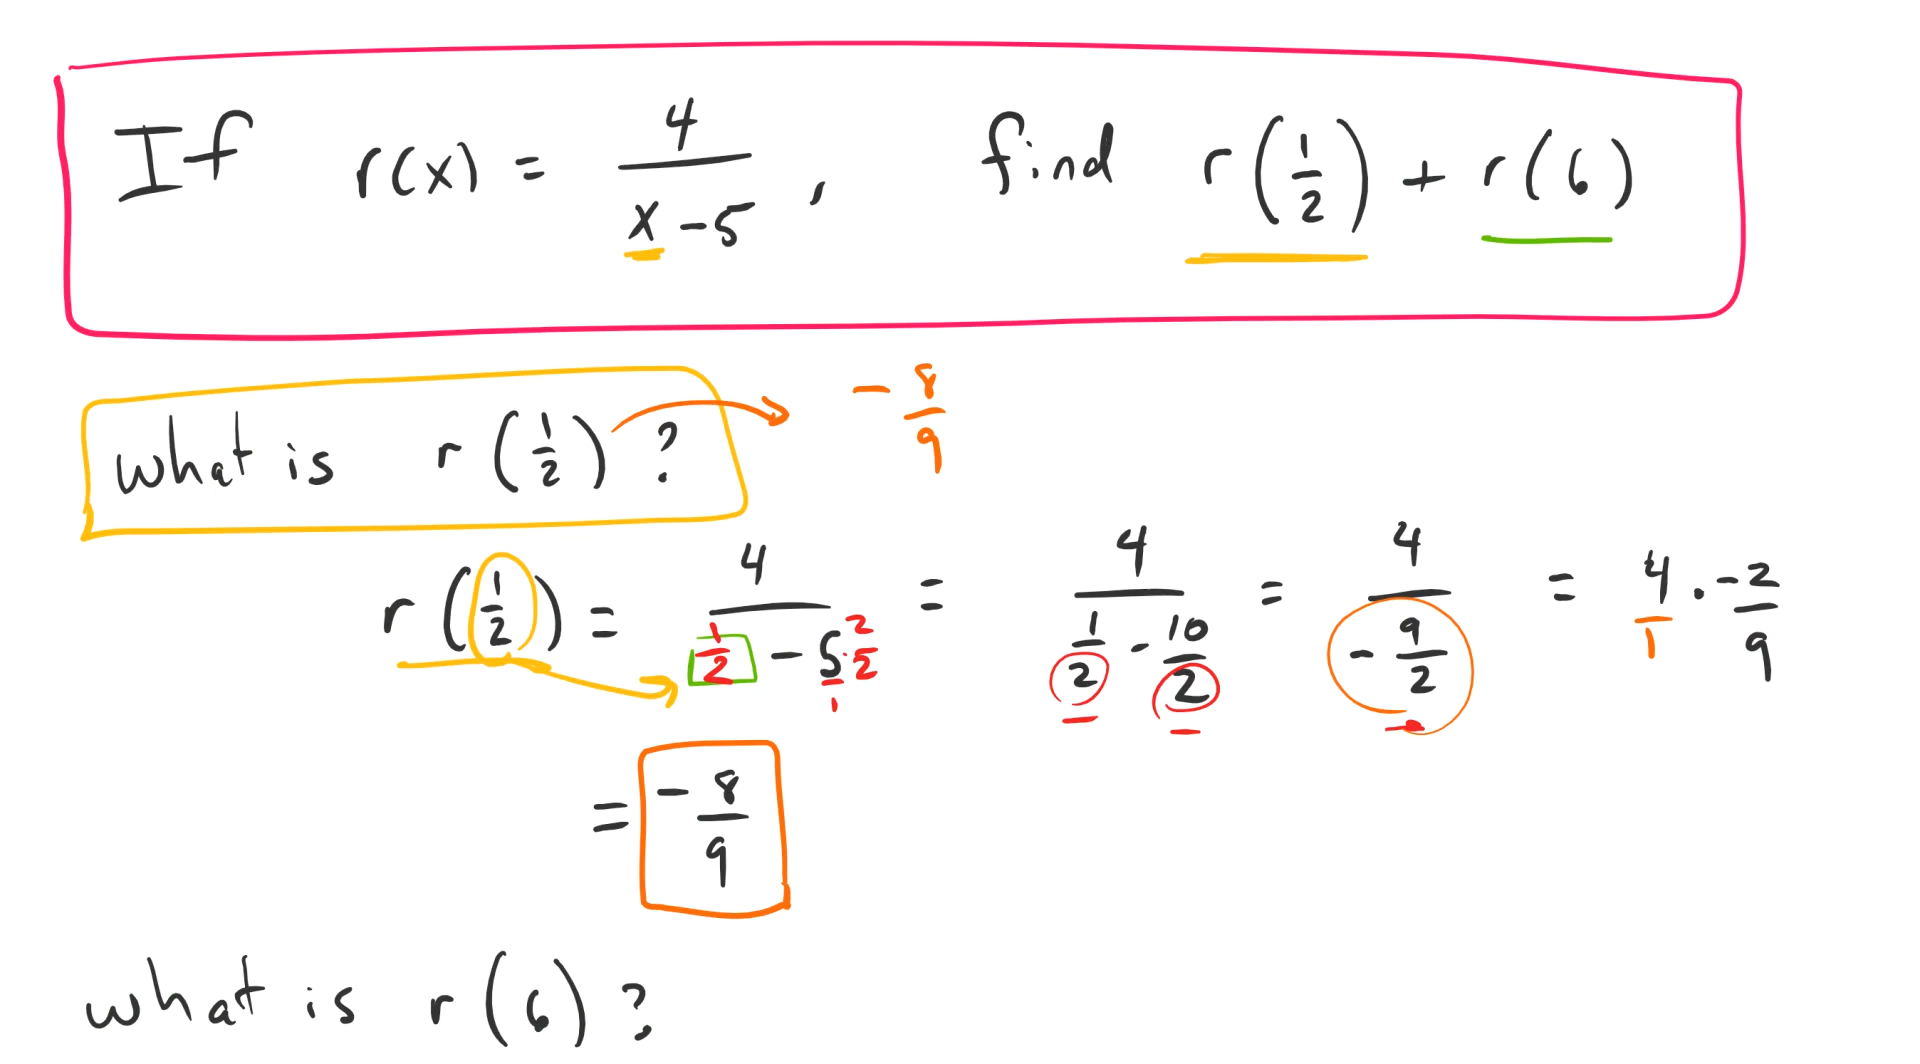 If r(x) = 4/(x - 5), find r(1/2) + r(6)
what is r(1/2)? → - 8/9
r(1/2) = 4/(1/2 - 5/1 · 2/2) = 4/(1/2 - 10/2) = 4/(- 9/2) = 4/1 · -2/9
= - 8/9
what is r(6)?